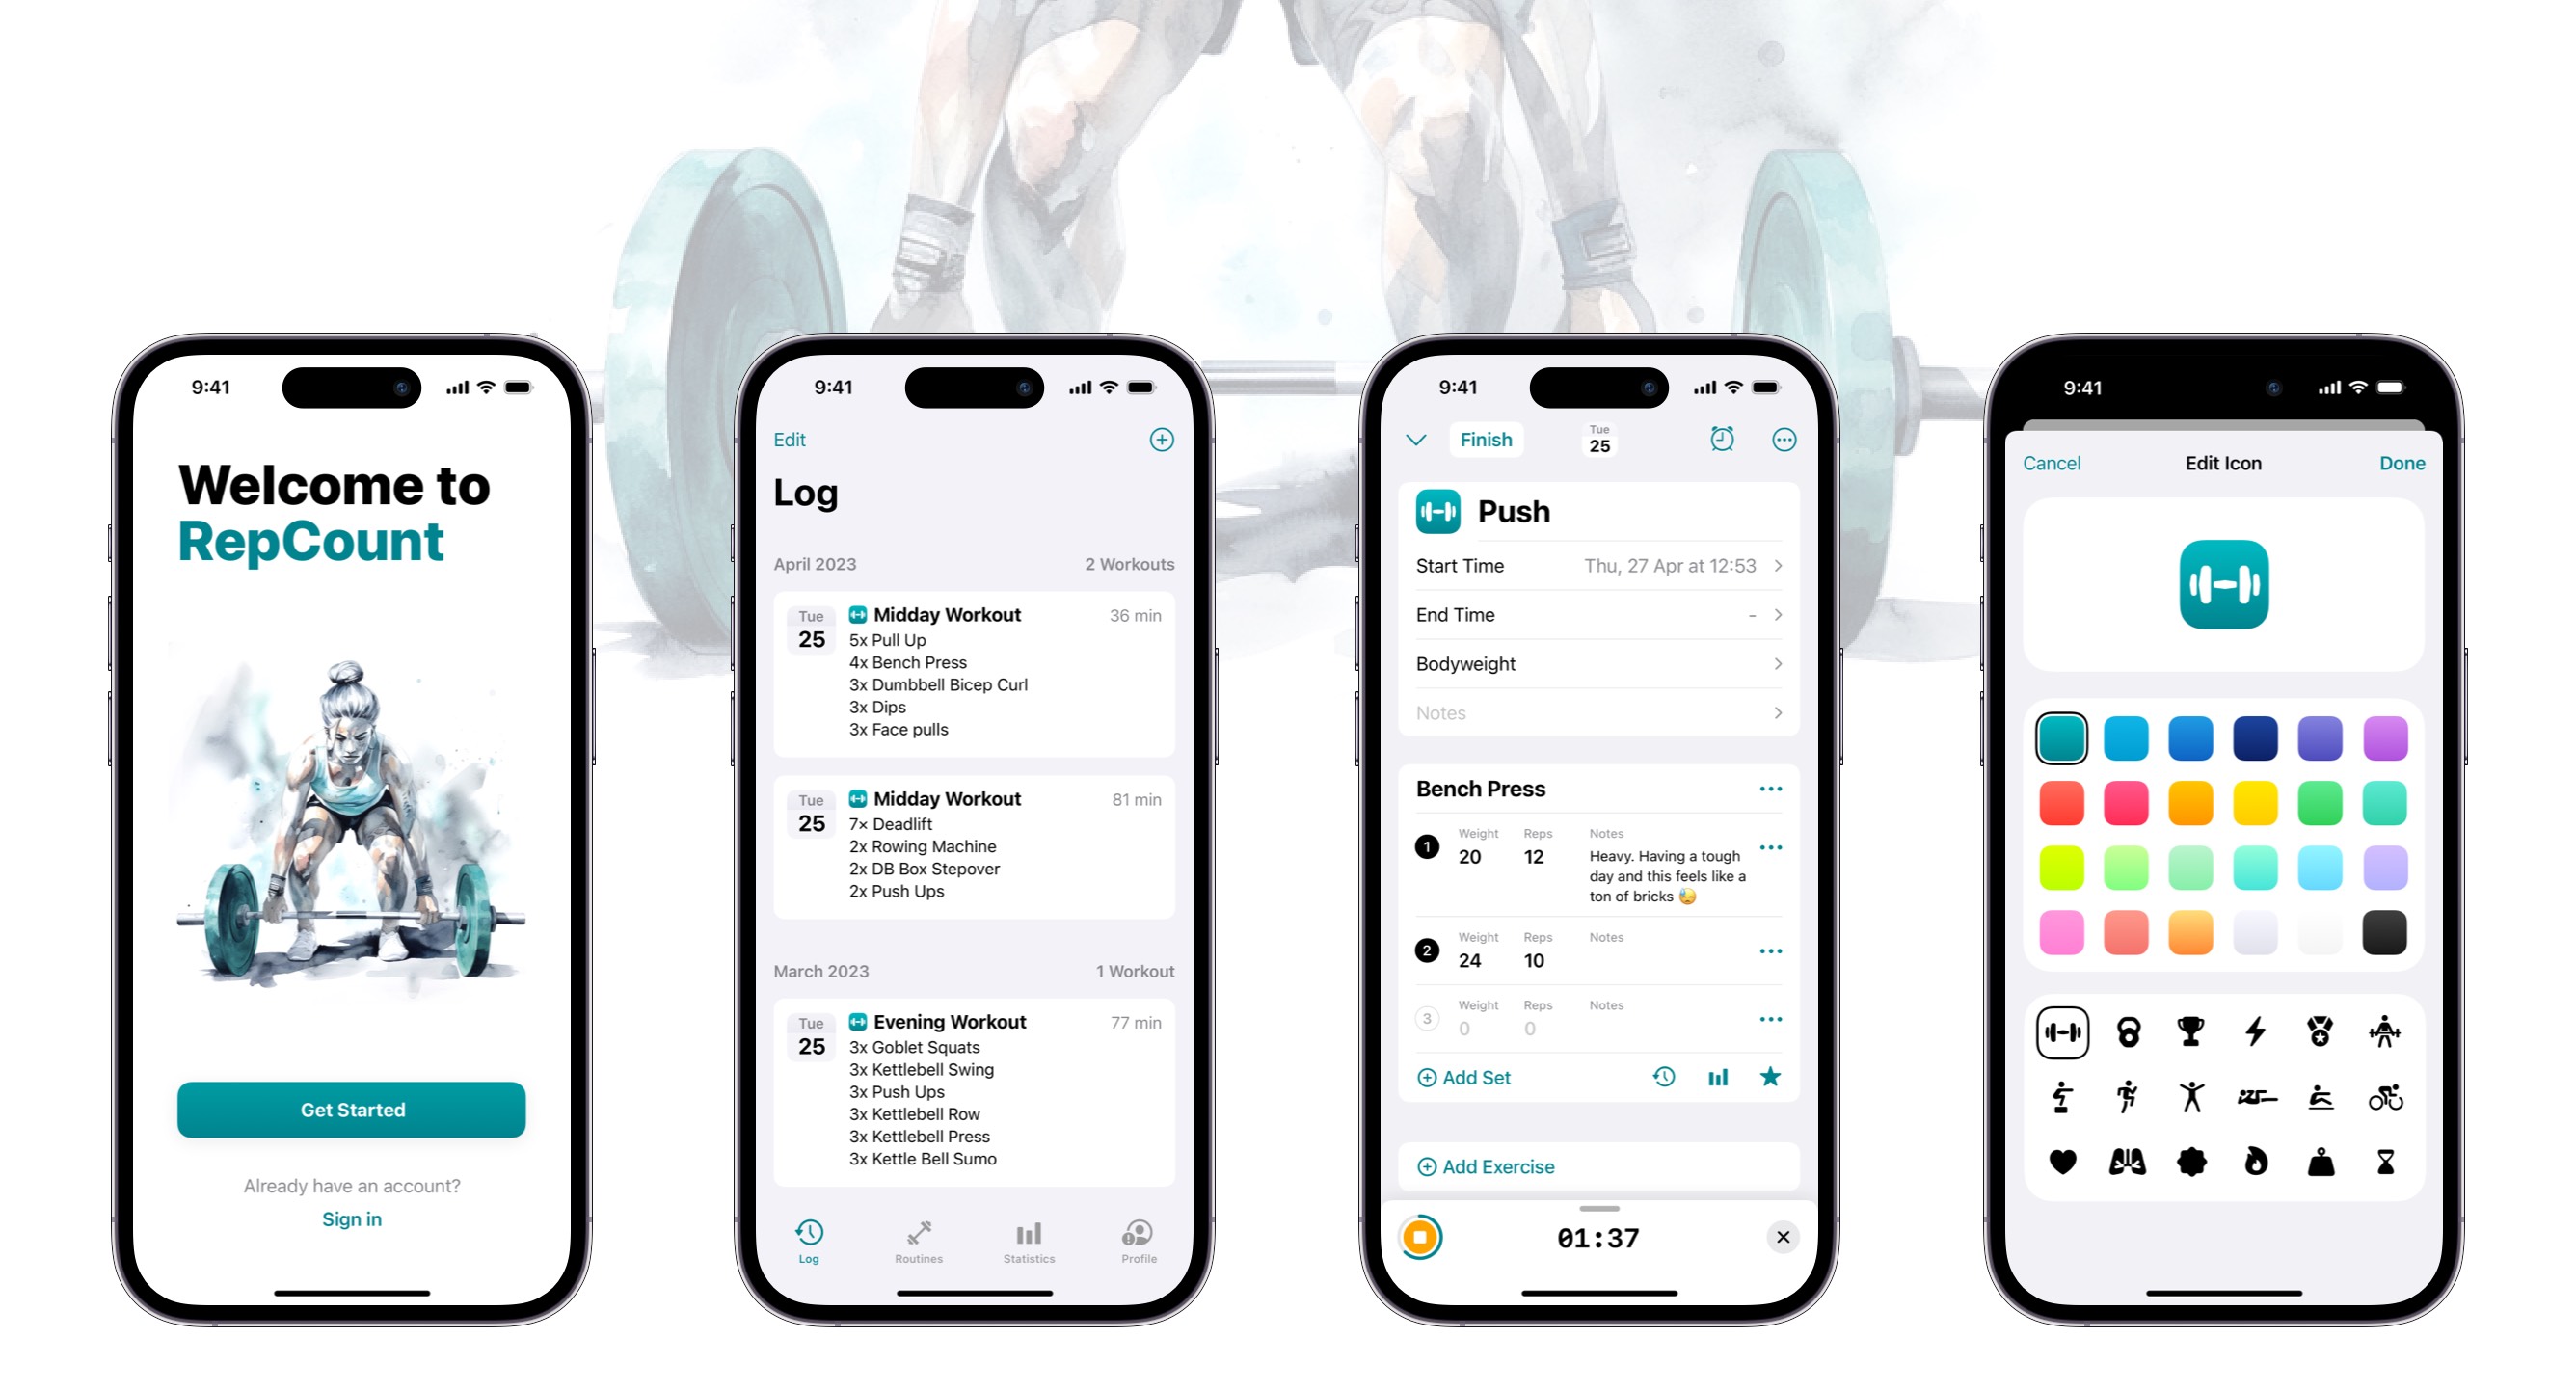 9:41
Welcome to
RepCount
Get Started
Already have an account?
Sign in
9:41
Edit
Log
April 2023 2 Workouts
Tue
25
Midday Workout 36 min
5x Pull Up
4x Bench Press
3x Dumbbell Bicep Curl
3x Dips
3x Face pulls
Tue
25
Midday Workout 81 min
7× Deadlift
2x Rowing Machine
2x DB Box Stepover
2x Push Ups
March 2023 1 Workout
Tue
25
Evening Workout 77 min
3x Goblet Squats
3x Kettlebell Swing
3x Push Ups
3x Kettlebell Row
3x Kettlebell Press
3x Kettle Bell Sumo
Log Routines Statistics Profile
9:41
Finish
Tue
25
Push
Start Time Thu, 27 Apr at 12:53
End Time -
Bodyweight
Notes
Bench Press
1
Weight Reps Notes
20 12 Heavy. Having a tough
day and this feels like a
ton of bricks 😓
2
Weight Reps Notes
24 10
3
Weight Reps Notes
0 0
Add Set
Add Exercise
01:37
9:41
Cancel Edit Icon Done